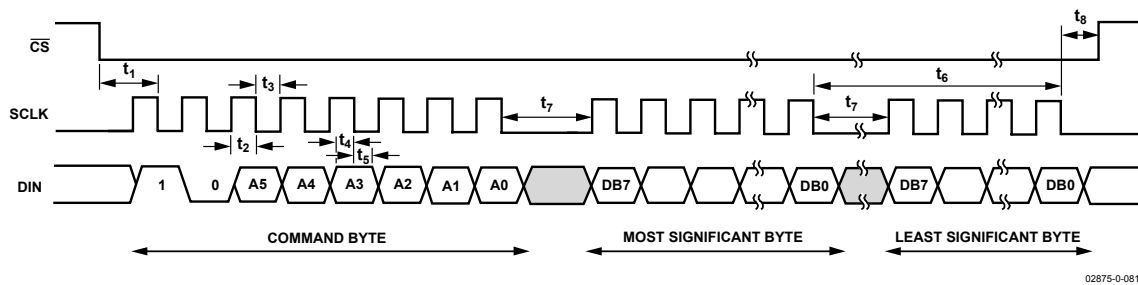 t8
CS
t1
t3
t6
SCLK
t7
t7
t2
t4
t5
DIN
1 0 A5 A4 A3 A2 A1 A0 DB7 DB0 DB7 DB0
COMMAND BYTE MOST SIGNIFICANT BYTE LEAST SIGNIFICANT BYTE
02875-0-081